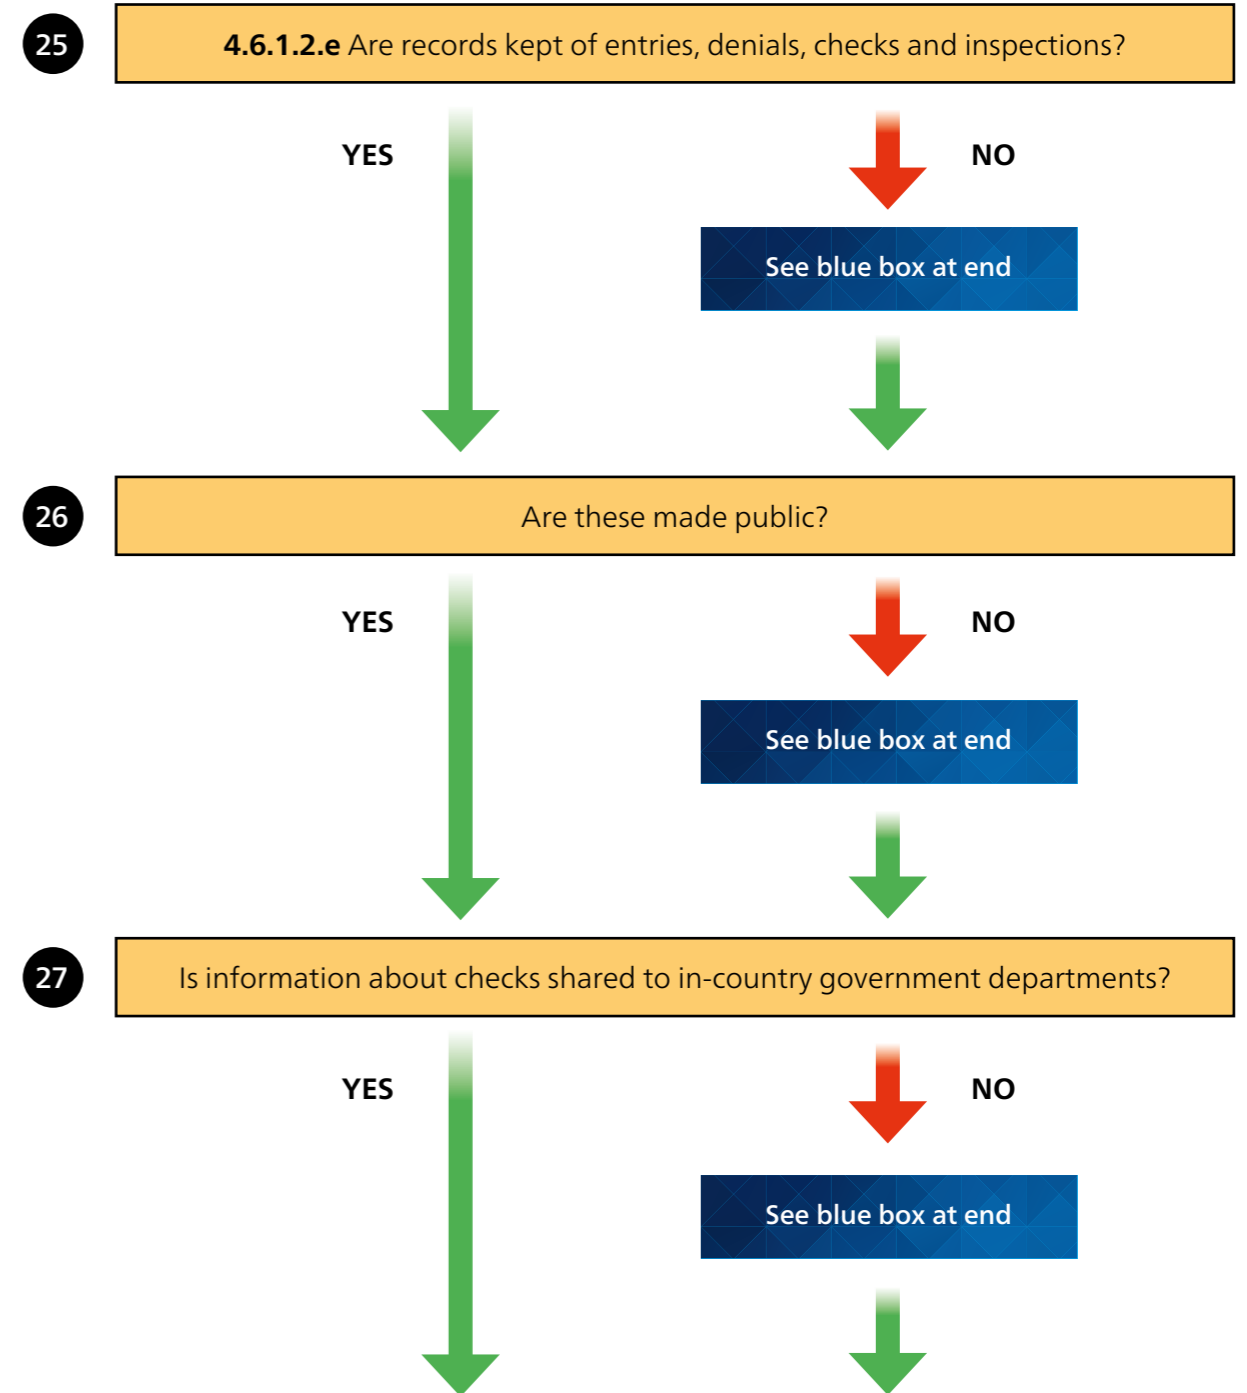 25
4.6.1.2.e Are records kept of entries, denials, checks and inspections?
YES
NO
See blue box at end
26
Are these made public?
YES
NO
See blue box at end
27
Is information about checks shared to in-country government departments?
YES
NO
See blue box at end